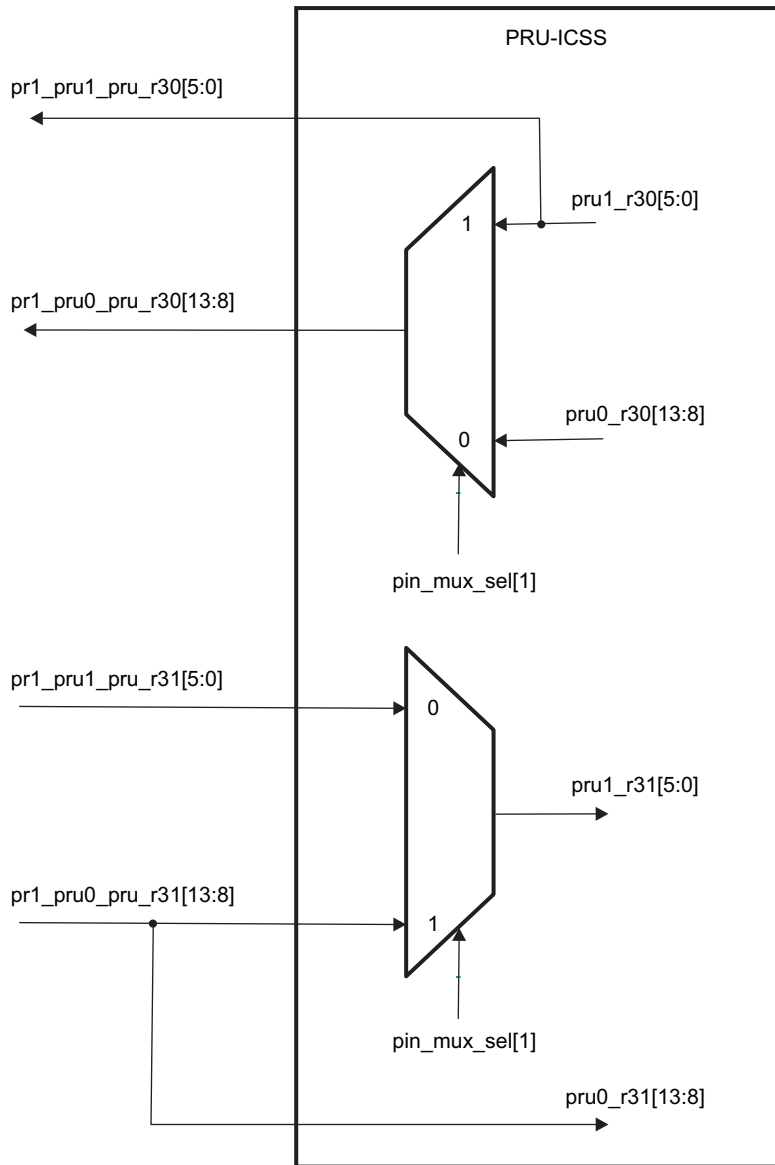 PRU-ICSS
pr1_pru1_pru_r30[5:0]
pru1_r30[5:0]
1
pr1_pru0_pru_r30[13:8]
pru0_r30[13:8]
0
pin_mux_sel[1]
pr1_pru1_pru_r31[5:0]
0
pru1_r31[5:0]
pr1_pru0_pru_r31[13:8]
1
pin_mux_sel[1]
pru0_r31[13:8]